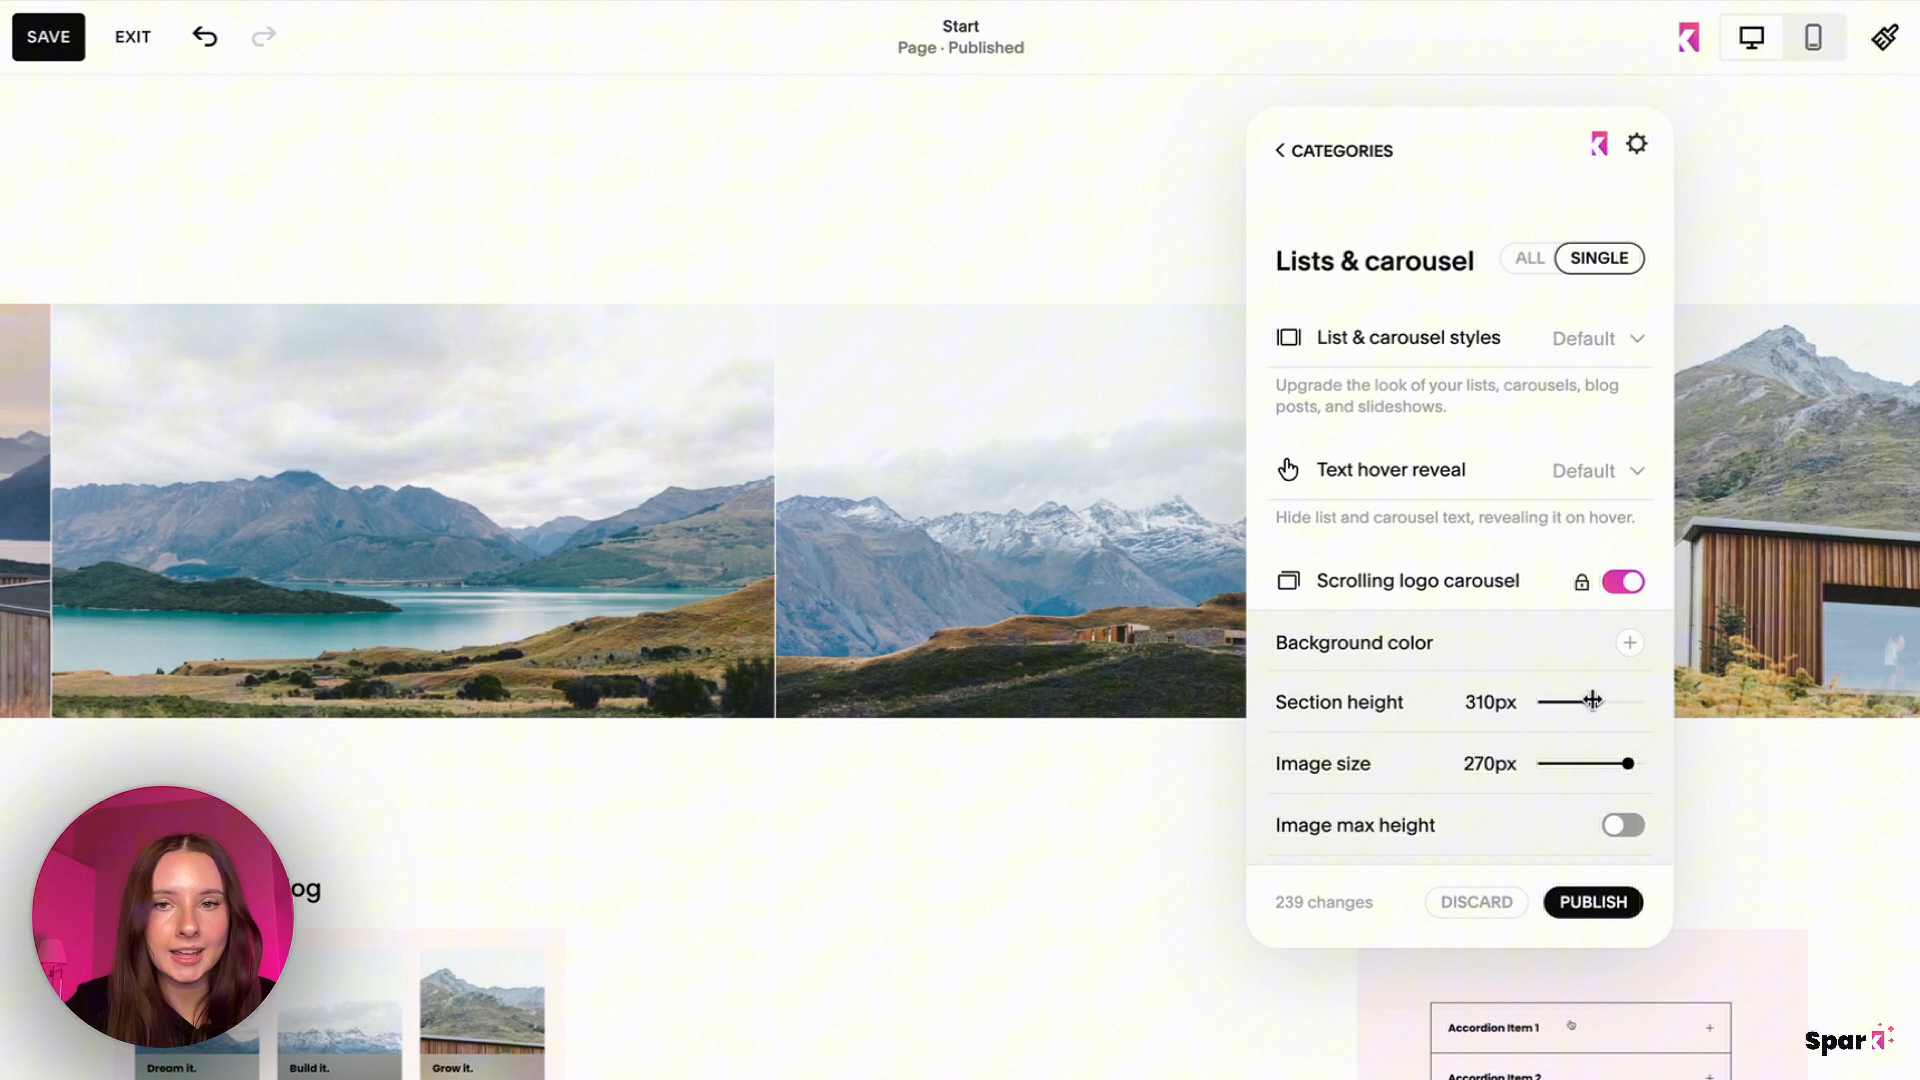 SAVE
EXIT
Start
Page · Published
CATEGORIES
Lists & carousel
ALL
SINGLE
List & carousel styles
Default
Upgrade the look of your lists, carousels, blog
posts, and slideshows.
Text hover reveal
Default
Hide list and carousel text, revealing it on hover.
Scrolling logo carousel
Background color
Section height
310px
Image size
270px
Image max height
239 changes
DISCARD
PUBLISH
og
Dream it.
Build it.
Grow it.
Accordion Item 1
Accordion Item 2
Spark